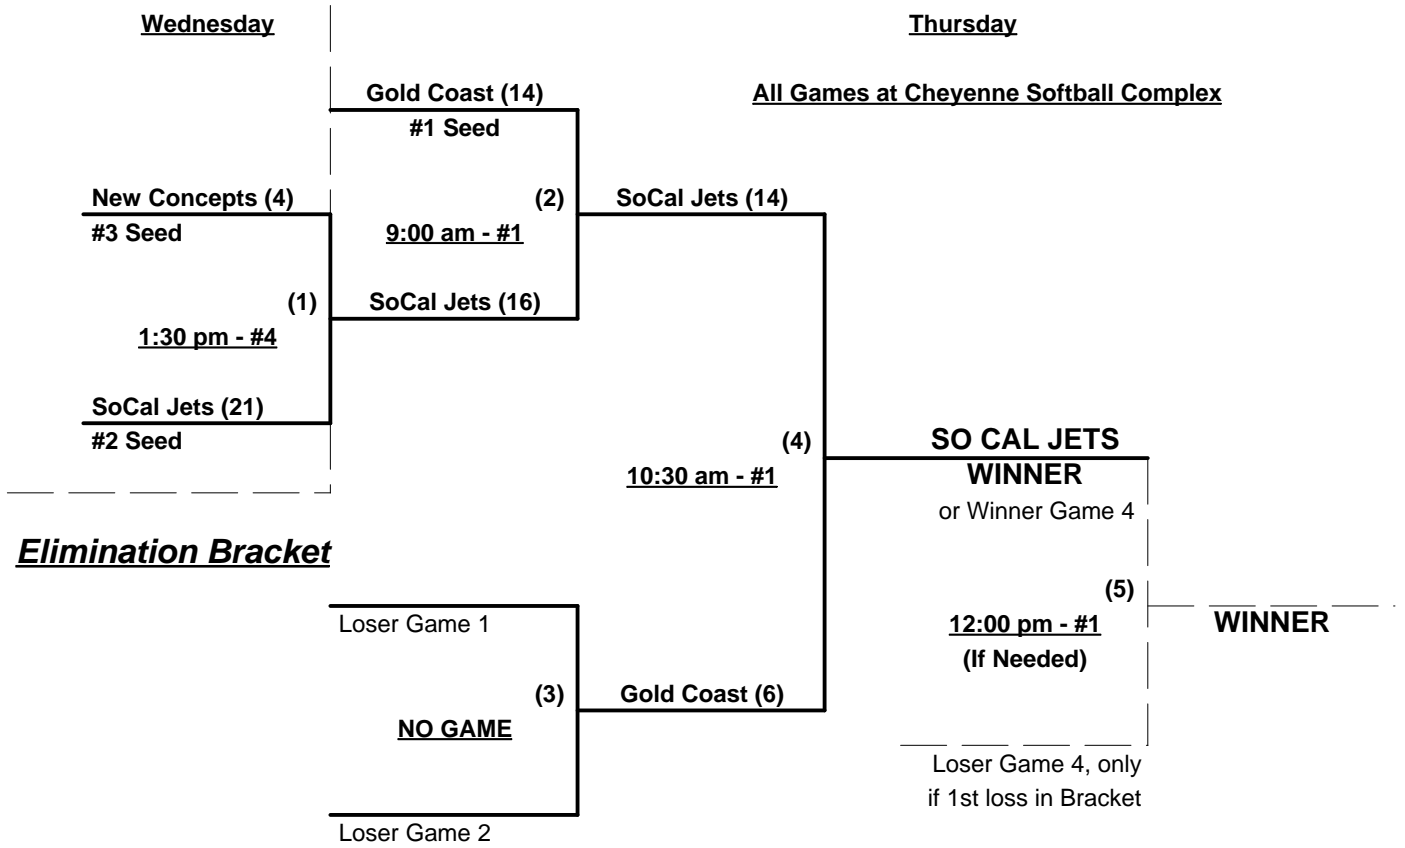 Wednesday
Thursday
Gold Coast (14)
All Games at Cheyenne Softball Complex
#1 Seed
New Concepts (4)
(2)
SoCal Jets (14)
#3 Seed
9:00 am - #1
(1)
SoCal Jets (16)
1:30 pm - #4
SoCal Jets (21)
#2 Seed
(4)
SO CAL JETS
10:30 am - #1
WINNER
or Winner Game 4
Elimination Bracket
(5)
Loser Game 1
12:00 pm - #1
WINNER
(If Needed)
(3)
Gold Coast (6)
NO GAME
Loser Game 4, only
if 1st loss in Bracket
Loser Game 2